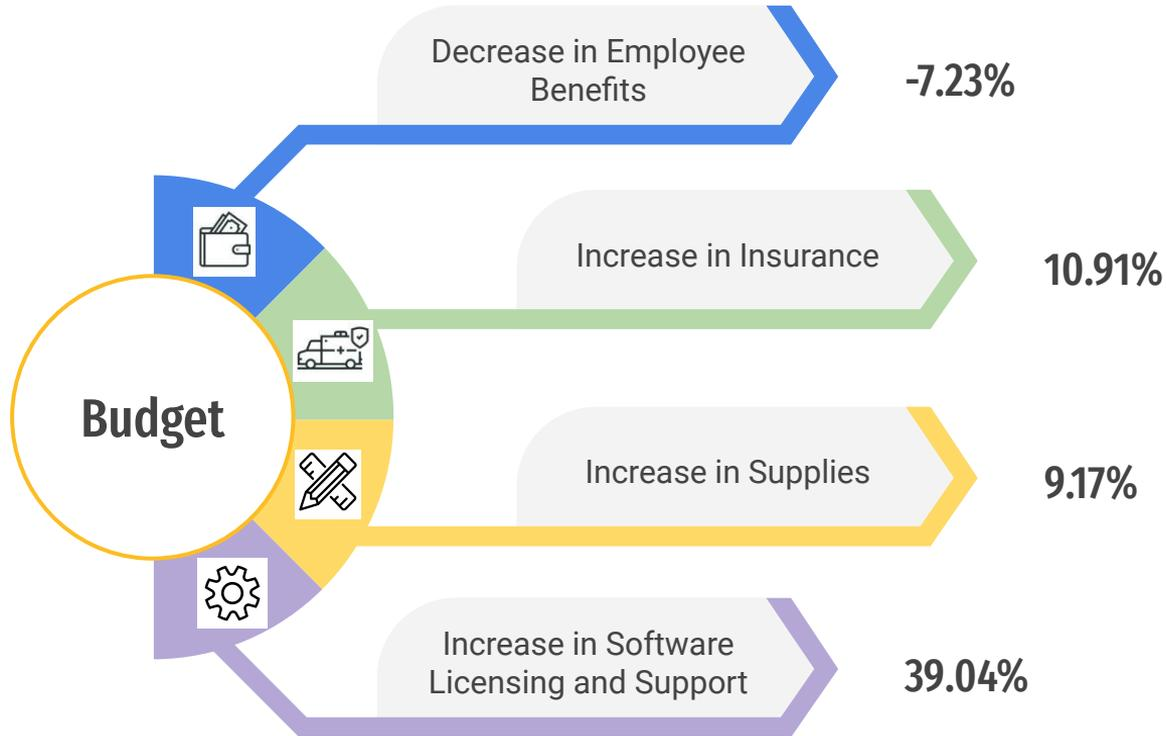 Decrease in Employee
Benefits
-7.23%
Increase in Insurance
10.91%
Budget
Increase in Supplies
9.17%
Increase in Software
Licensing and Support
39.04%